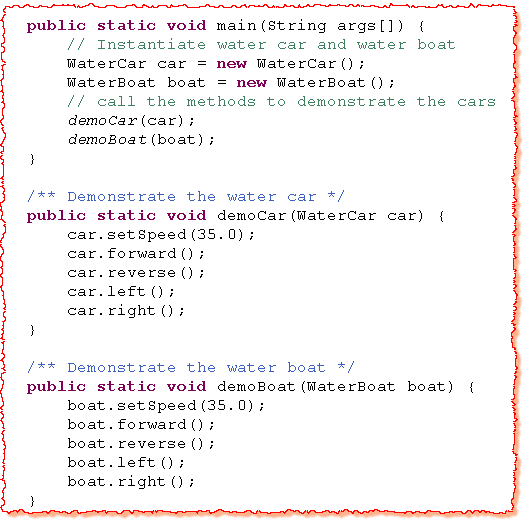 public static void main(String args[]) {
    // Instantiate water car and water boat
    WaterCar car = new WaterCar();
    WaterBoat boat = new WaterBoat();
    // call the methods to demonstrate the cars
    demoCar(car);
    demoBoat(boat);
}

/** Demonstrate the water car */
public static void demoCar(WaterCar car) {
    car.setSpeed(35.0);
    car.forward();
    car.reverse();
    car.left();
    car.right();
}

/** Demonstrate the water boat */
public static void demoBoat(WaterBoat boat) {
    boat.setSpeed(35.0);
    boat.forward();
    boat.reverse();
    boat.left();
    boat.right();
}